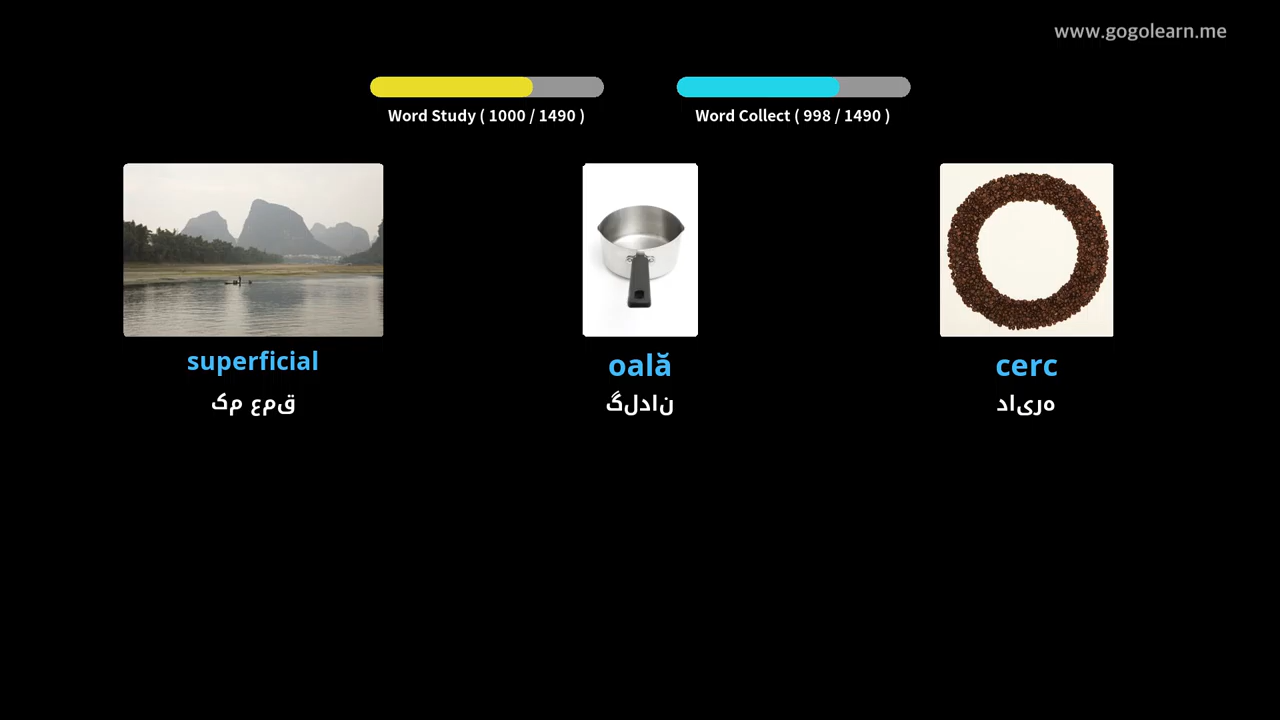 www.gogolearn.me
Word Study ( 1000 / 1490 )
Word Collect ( 998 / 1490 )
superficial
کم عمق
oală
گلدان
cerc
دایره